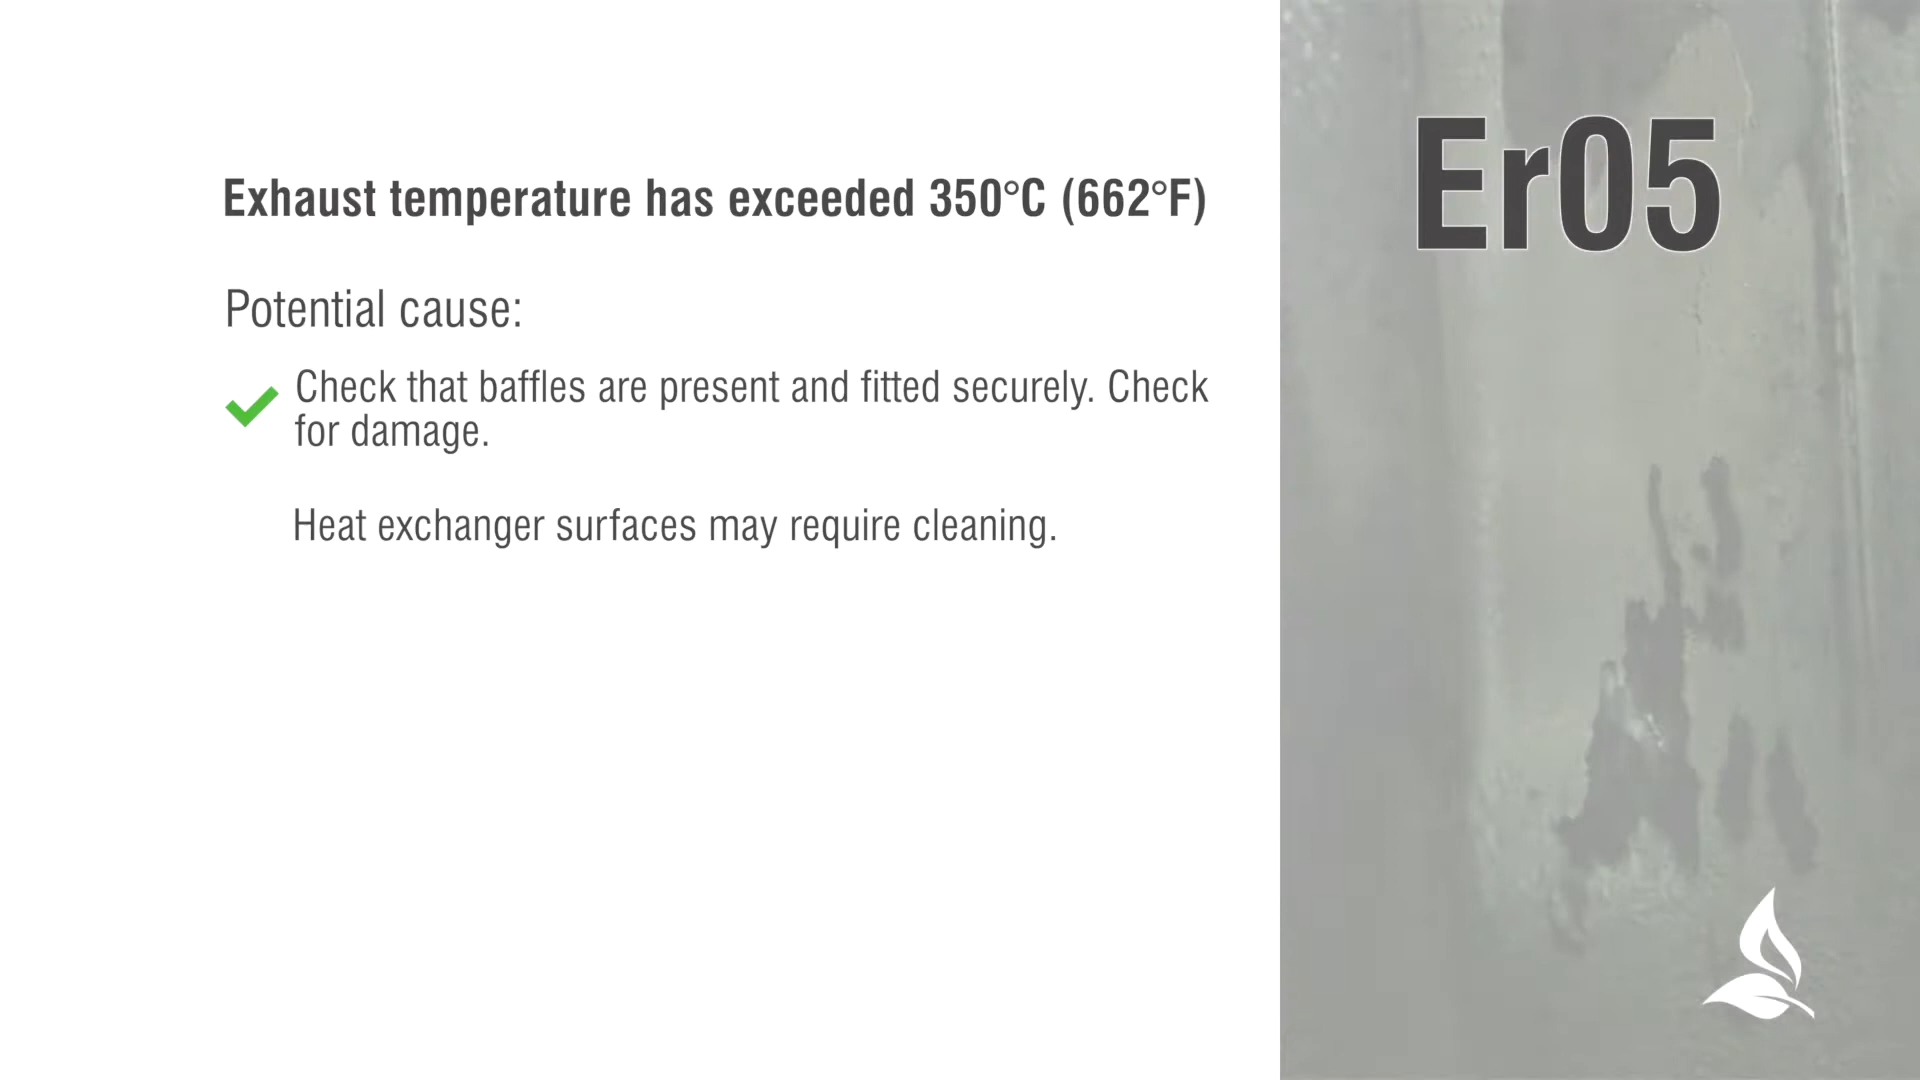 Er05
Exhaust temperature has exceeded 350°C (662°F)
Potential cause:
Check that baffles are present and fitted securely. Check
for damage.
Heat exchanger surfaces may require cleaning.